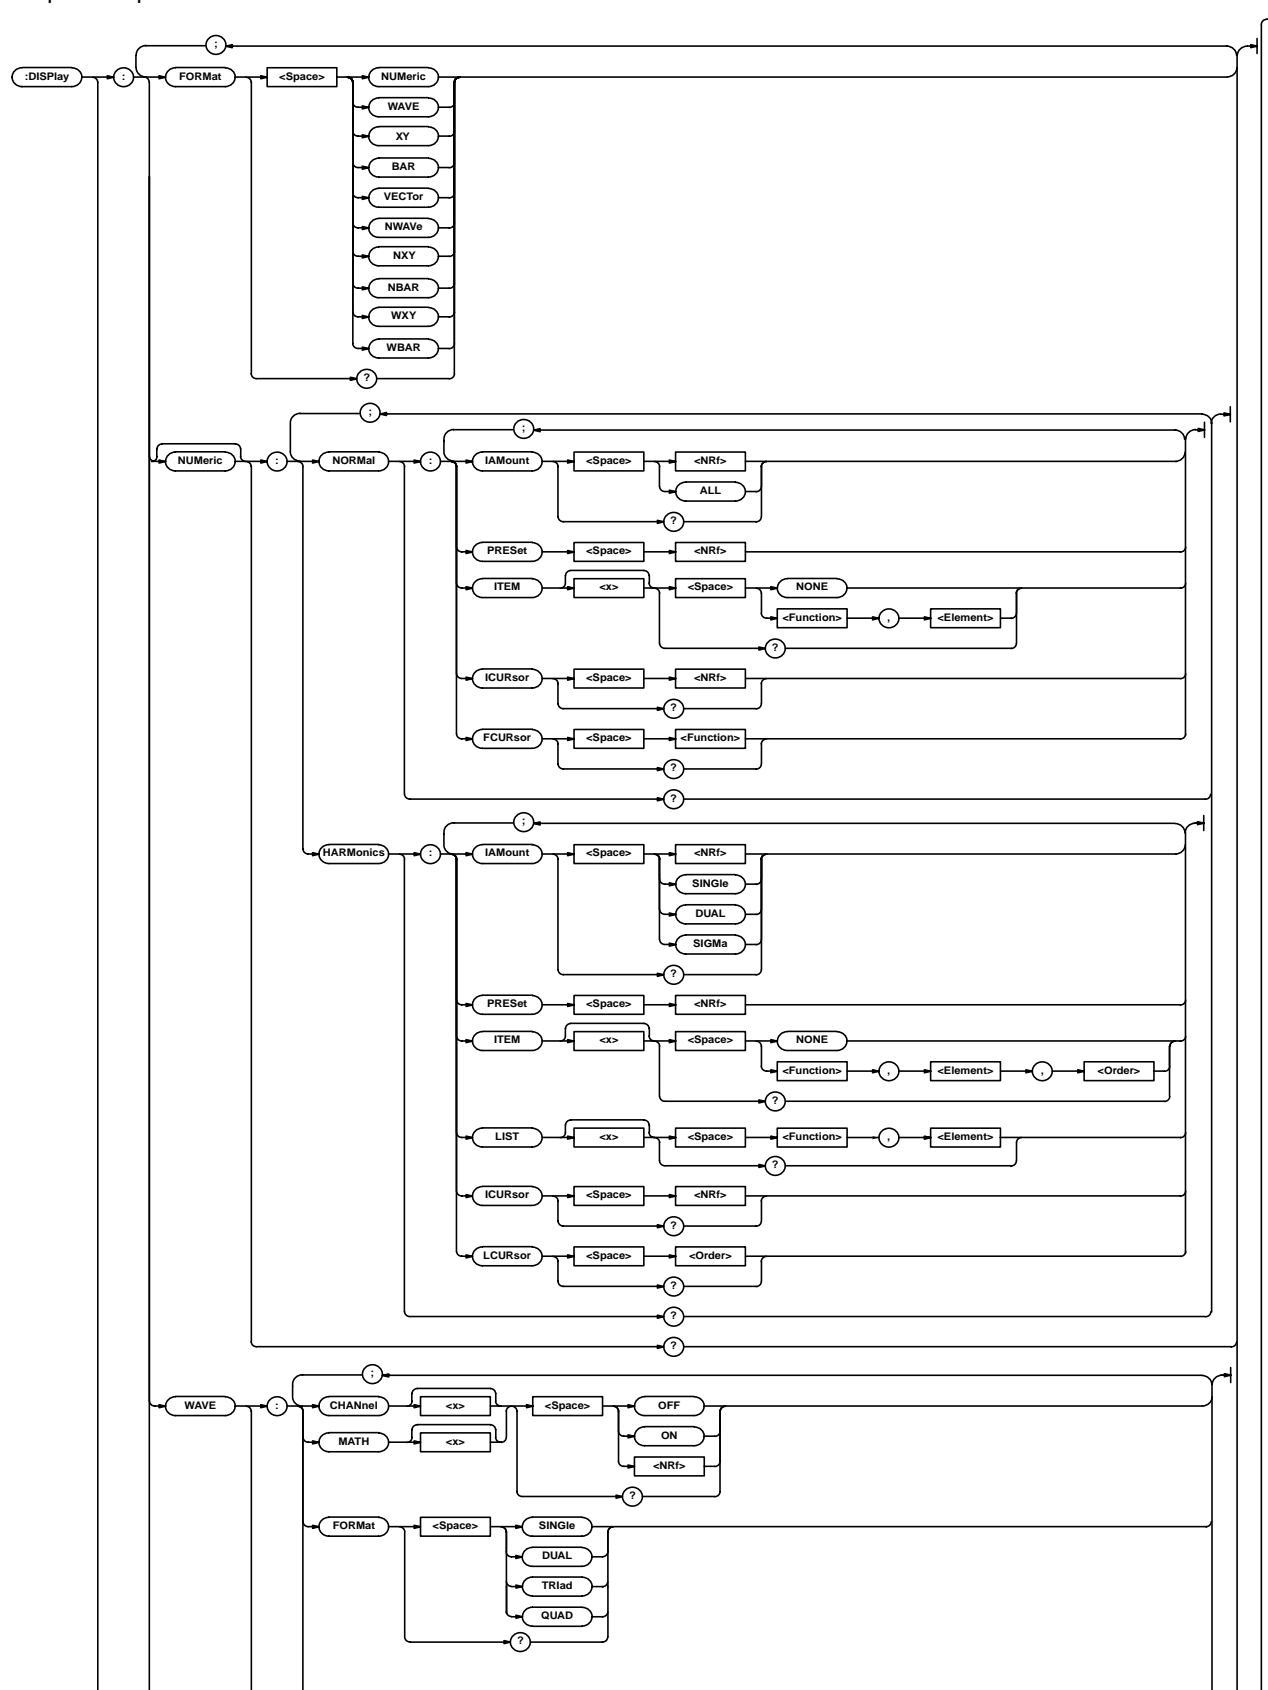 ;
:DISPlay : FORMat <Space> NUMeric
WAVE
XY
BAR
VECTor
NWAVe
NXY
NBAR
WXY
WBAR
?
;
;
NUMeric : NORMal : IAMount <Space> <NRf>
ALL
?
PRESet <Space> <NRf>
ITEM <x> <Space> NONE
<Function> , <Element>
?
ICURsor <Space> <NRf>
?
FCURsor <Space> <Function>
?
?
;
HARMonics : IAMount <Space> <NRf>
SINGle
DUAL
SIGMa
?
PRESet <Space> <NRf>
ITEM <x> <Space> NONE
<Function> , <Element> , <Order>
?
LIST <x> <Space> <Function> , <Element>
?
ICURsor <Space> <NRf>
?
LCURsor <Space> <Order>
?
?
?
;
WAVE : CHANnel <x> <Space> OFF
MATH <x> ON
<NRf>
?
FORMat <Space> SINGle
DUAL
TRIad
QUAD
?